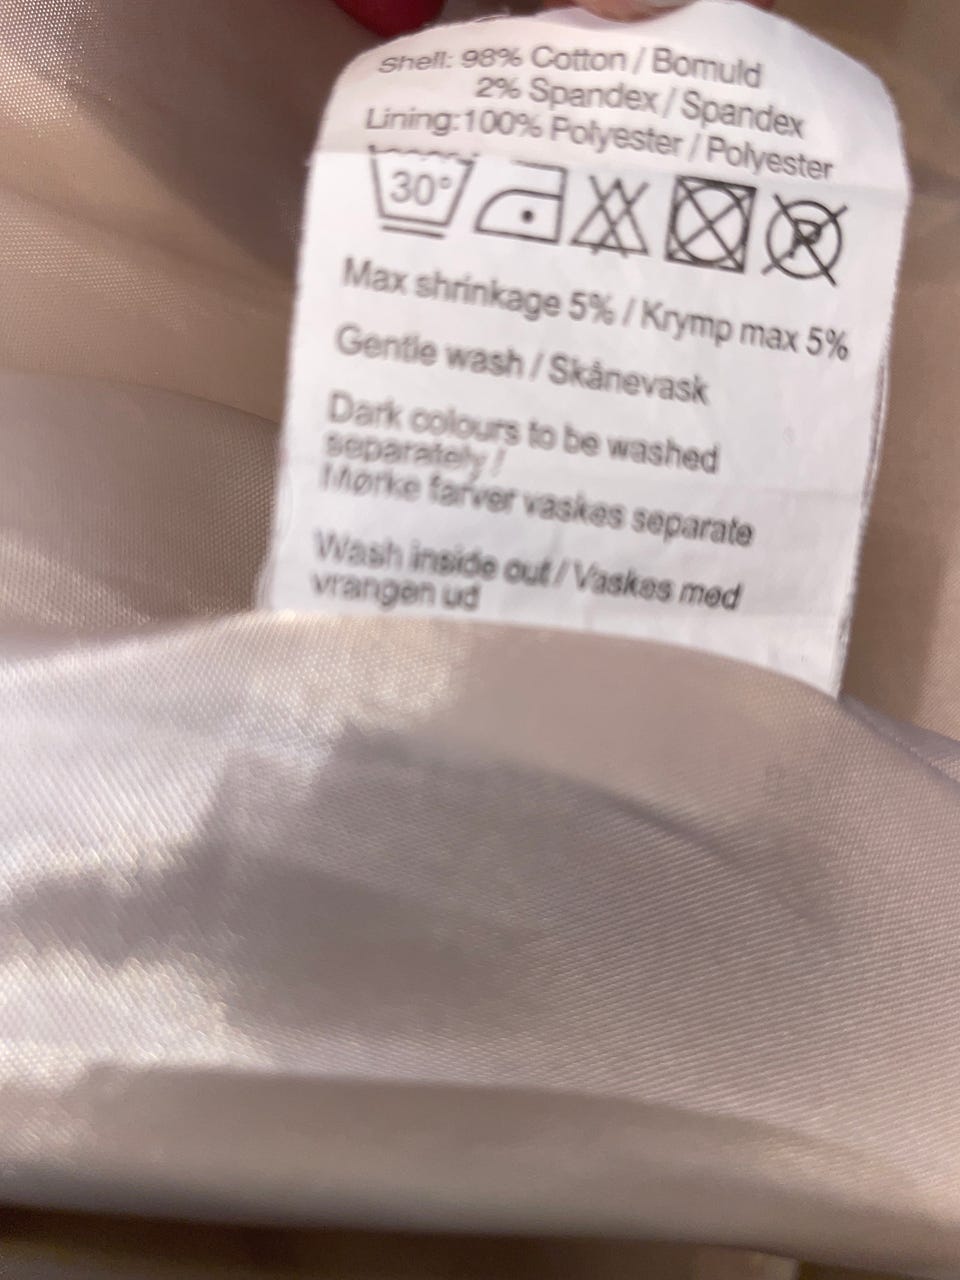 Shell: 98% Cotton / Bomuld
2% Spandex / Spandex
Lining:100% Polyester / Polyester
30°
P
Max shrinkage 5% / Krymp max 5%
Gentle wash / Skånevask
Dark colours to be washed
separately /
Mørke farver vaskes separate
Wash inside out / Vaskes med
vrangen ud